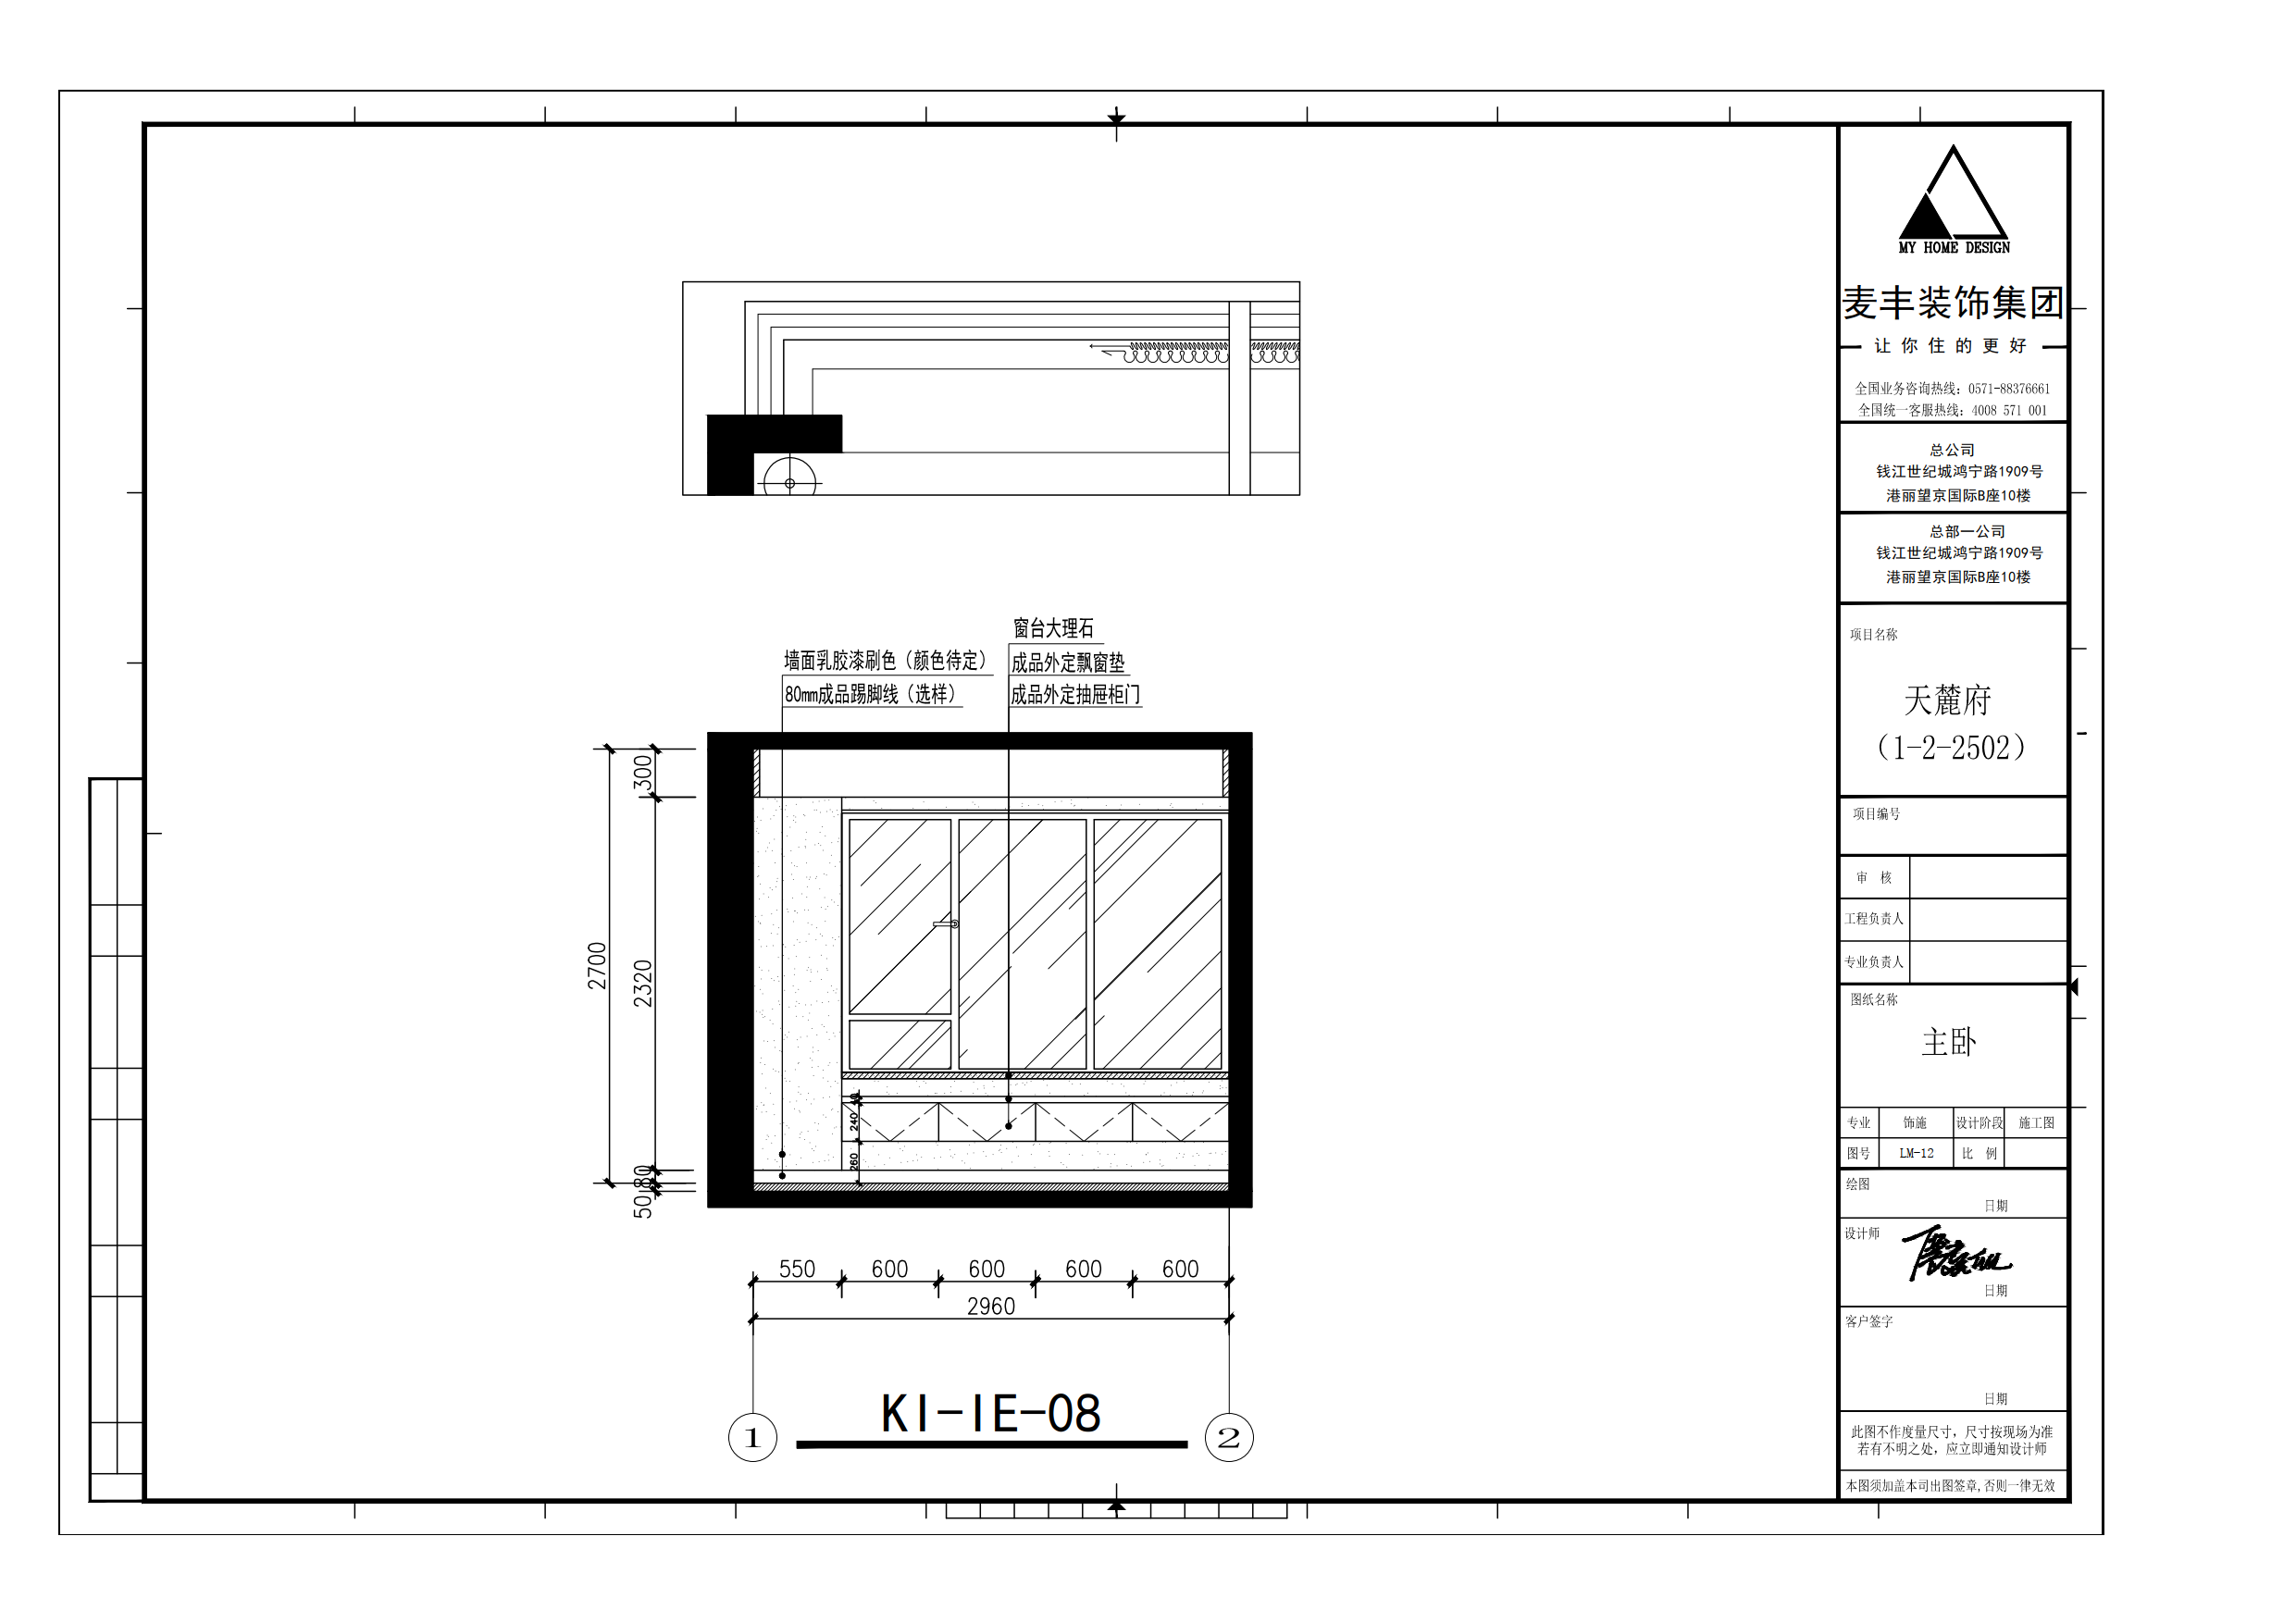 MY HOME DESIGN
麦丰装饰集团
让你住的更好
全国业务咨询热线：0571-88376661
全国统一客服热线：4008 571 001
总公司
钱江世纪城鸿宁路1909号
港丽望京国际B座10楼
总部一公司
钱江世纪城鸿宁路1909号
港丽望京国际B座10楼
项目名称
天麓府
（1-2-2502）
项目编号
审 核
工程负责人
专业负责人
图纸名称
主卧
专业 饰施 设计阶段 施工图
图号 LM-12 比 例
绘图
日期
设计师
日期
客户签字
日期
此图不作度量尺寸，尺寸按现场为准
若有不明之处，应立即通知设计师
本图须加盖本司出图签章,否则一律无效
窗台大理石
墙面乳胶漆刷色（颜色待定）
成品外定飘窗垫
80mm成品踢脚线（选样）
成品外定抽屉柜门
300
2700
2320
80
50
40
240
260
550 600 600 600 600
2960
KI-IE-08
1
2